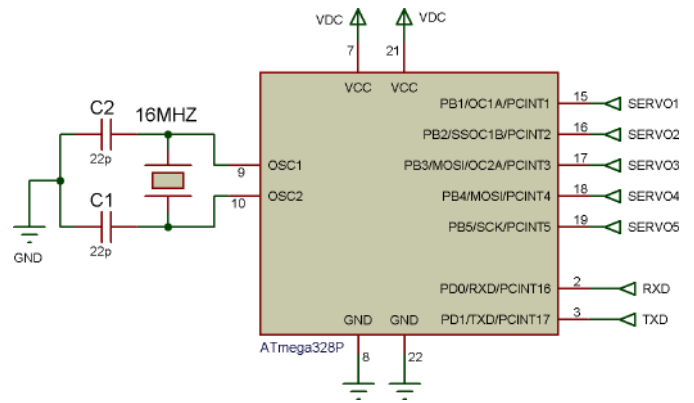 VDC
VDC
7
21
VCC
VCC
C2
22p
16MHZ
9
OSC1
10
OSC2
C1
22p
GND
PB1/OC1A/PCINT1
15
SERVO1
PB2/SSOC1B/PCINT2
16
SERVO2
PB3/MOSI/OC2A/PCINT3
17
SERVO3
PB4/MOSI/PCINT4
18
SERVO4
PB5/SCK/PCINT5
19
SERVO5
PD0/RXD/PCINT16
2
RXD
PD1/TXD/PCINT17
3
TXD
GND
GND
ATmega328P
8
22